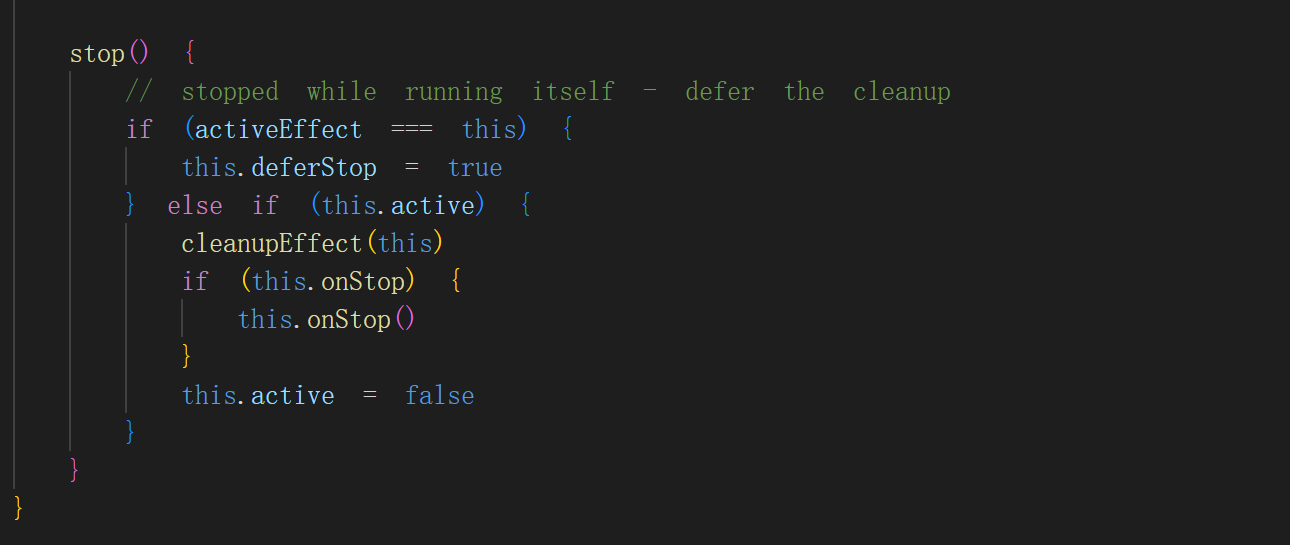 stop() {
// stopped while running itself - defer the cleanup
if (activeEffect === this) {
this.deferStop = true
} else if (this.active) {
cleanupEffect(this)
if (this.onStop) {
this.onStop()
}
this.active = false
}
}
}